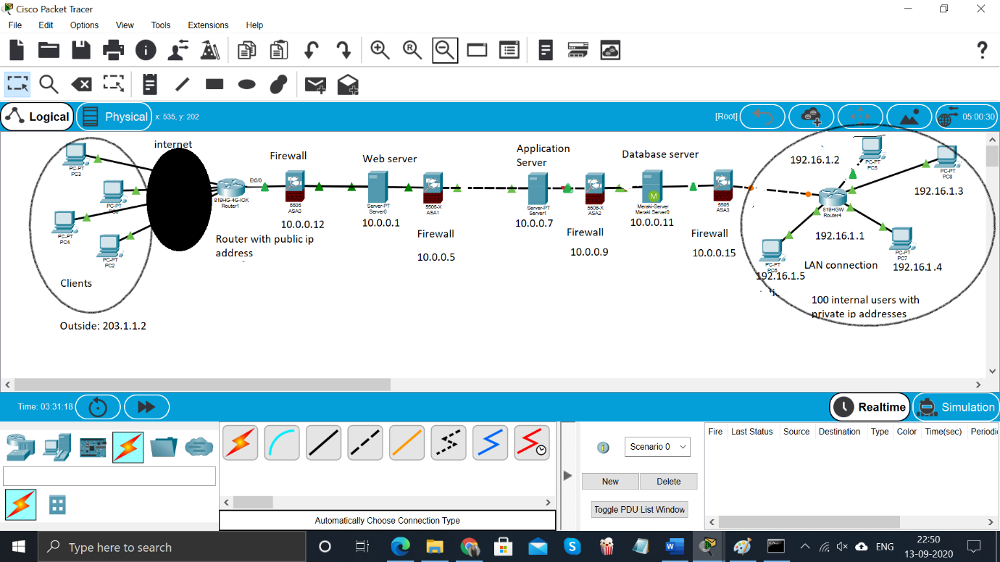 Cisco Packet Tracer
File Edit Options View Tools Extensions Help
Logical
Physical
x: 535, y: 202
[Root]
05:00:30
internet
PC-PT
PC3
PC-PT
PC-PT
PC4
PC-PT
PC2
Clients
Outside: 203.1.1.2
819HG-4G-IOX
Router1
Et0/0
Router with public ip
address
Firewall
5505
ASA0
10.0.0.12
Web server
Server-PT
Server0
10.0.0.1
5506-X
ASA1
Firewall
10.0.0.5
Application
Server
Server-PT
Server1
10.0.0.7
5506-X
ASA2
Firewall
10.0.0.9
Database server
Meraki-Server
Meraki Server0
10.0.0.11
5505
ASA3
Firewall
10.0.0.15
192.16.1.2
PC-PT
PC5
PC-PT
PC8
192.16.1.3
819HGW
Router4
192.16.1.1
PC-PT
PC7
192.16.1.4
PC-PT
PC6
192.16.1.5
LAN connection
100 internal users with
private ip addresses
Time: 03:31:18
Realtime
Simulation
Scenario 0
New
Delete
Toggle PDU List Window
Fire Last Status Source Destination Type Color Time(sec) Periodi
Automatically Choose Connection Type
Type here to search
ENG
22:50
13-09-2020